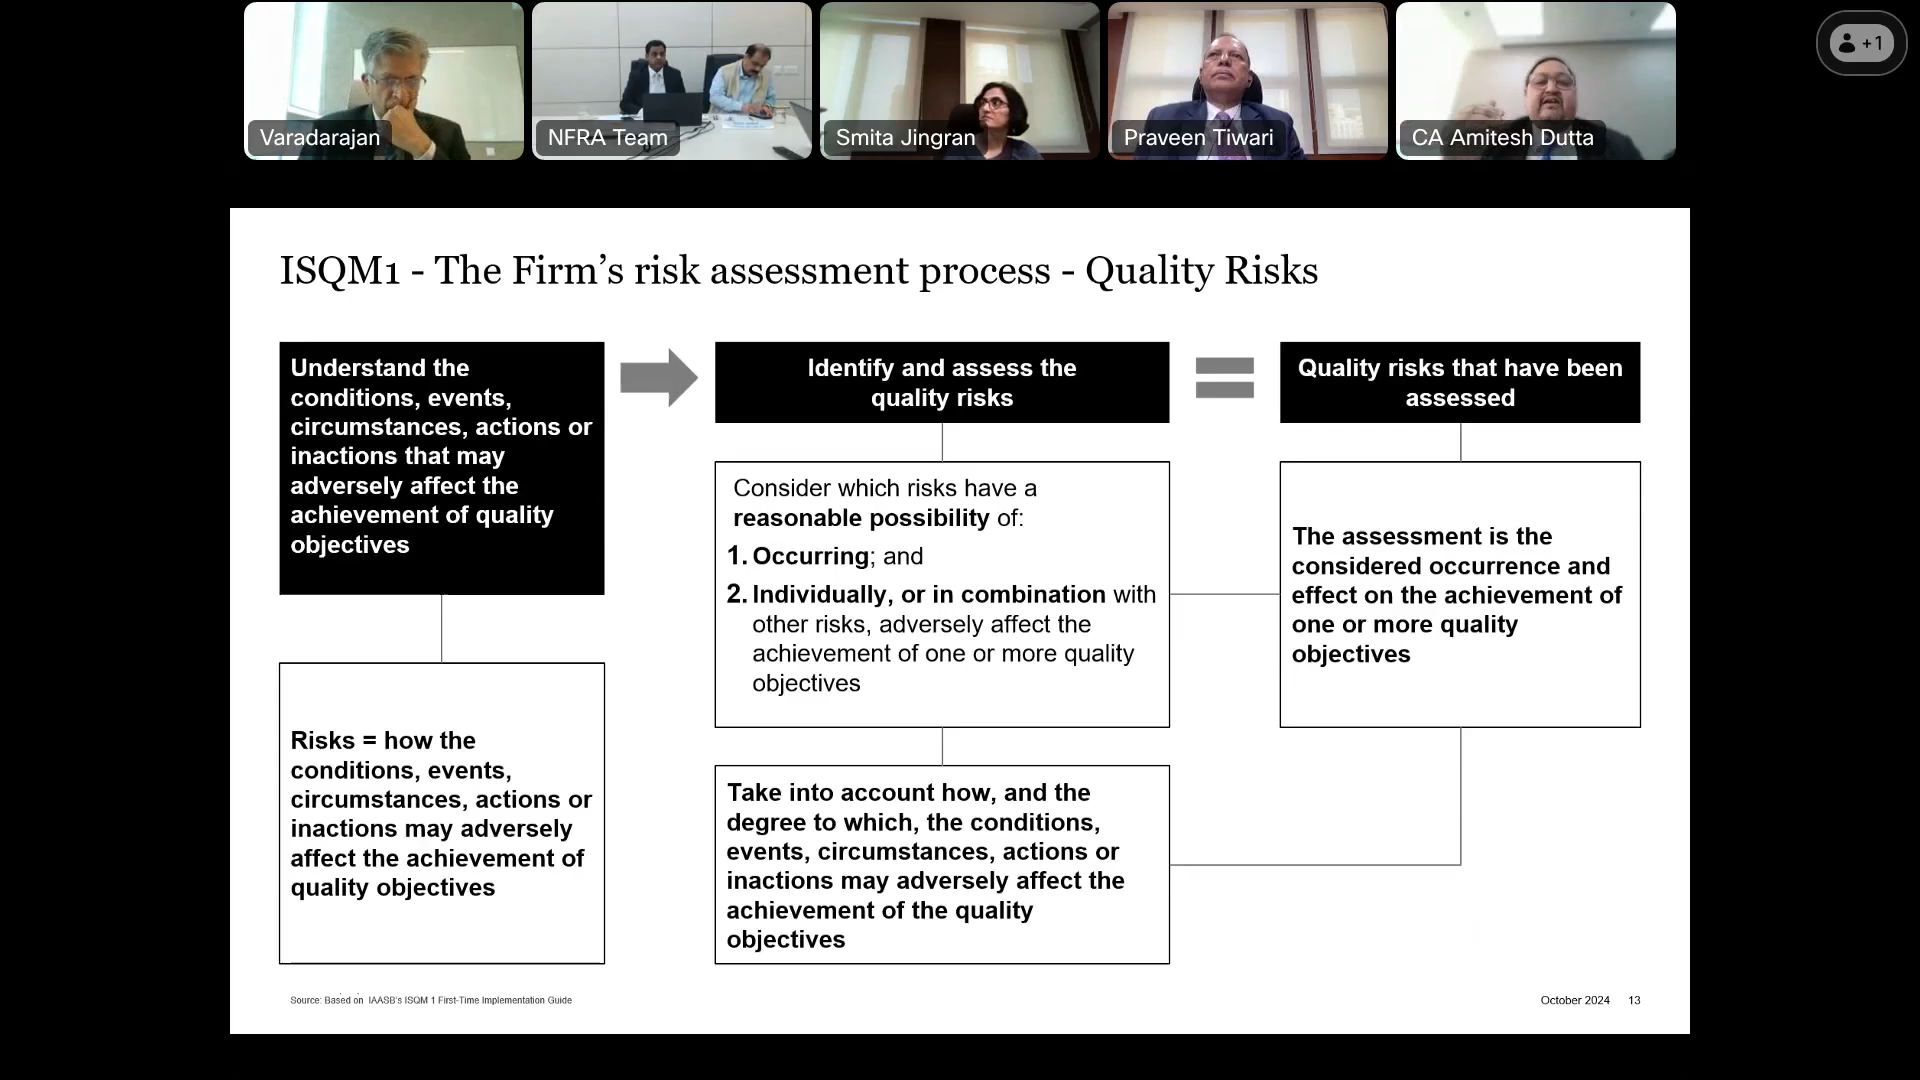 Varadarajan
NFRA Team
Smita Jingran
Praveen Tiwari
CA Amitesh Dutta
+1
ISQM1 - The Firm’s risk assessment process - Quality Risks
Understand the
conditions, events,
circumstances, actions or
inactions that may
adversely affect the
achievement of quality
objectives
Risks = how the
conditions, events,
circumstances, actions or
inactions may adversely
affect the achievement of
quality objectives
Identify and assess the
quality risks
Consider which risks have a
reasonable possibility of:
1. Occurring; and
2. Individually, or in combination with
other risks, adversely affect the
achievement of one or more quality
objectives
Take into account how, and the
degree to which, the conditions,
events, circumstances, actions or
inactions may adversely affect the
achievement of the quality
objectives
Quality risks that have been
assessed
The assessment is the
considered occurrence and
effect on the achievement of
one or more quality
objectives
Source: Based on IAASB's ISQM 1 First-Time Implementation Guide
October 2024 13